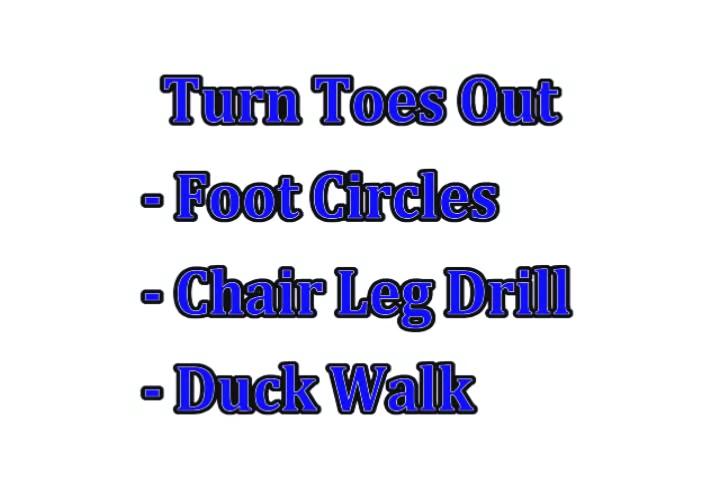 Turn Toes Out
- Foot Circles
- Chair Leg Drill
- Duck Walk